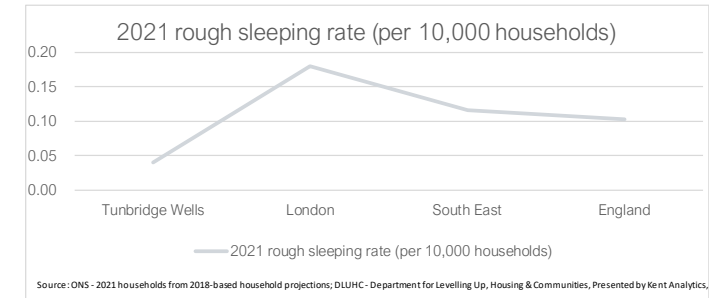 2021 rough sleeping rate (per 10,000 households)
0.20
0.15
0.10
0.05
0.00
Tunbridge Wells London South East England
2021 rough sleeping rate (per 10,000 households)
Source: ONS - 2021 households from 2018-based household projections; DLUHC - Department for Levelling Up, Housing & Communities, Presented by Kent Analytics,